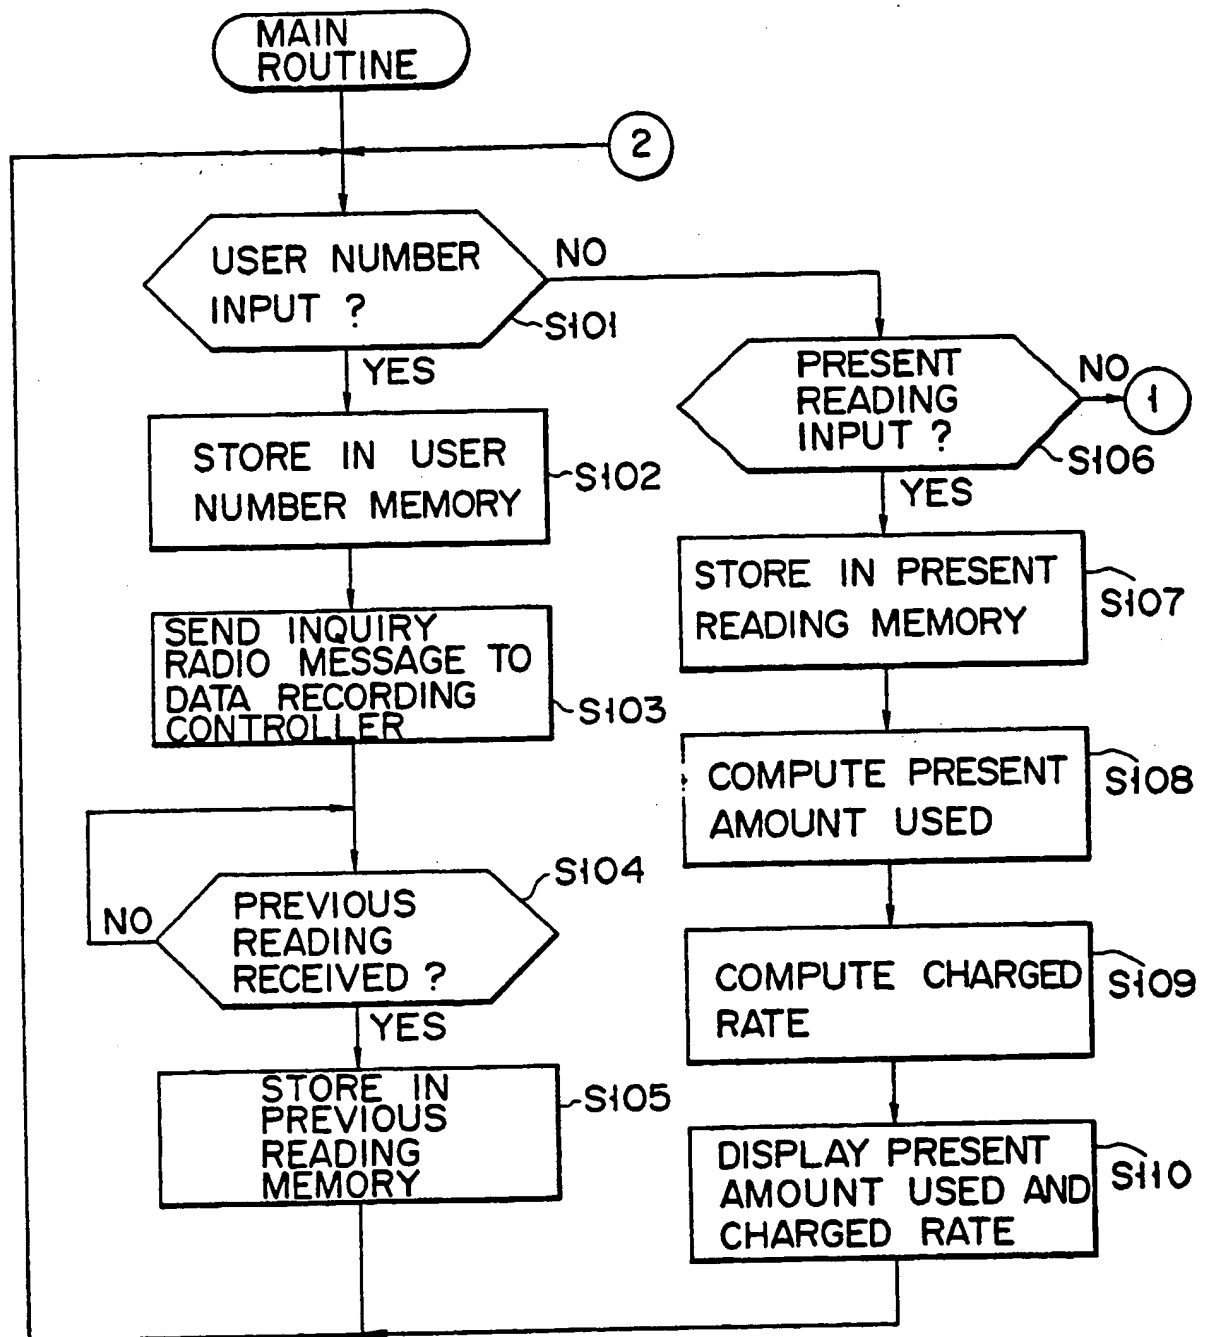 MAIN
ROUTINE
2
USER NUMBER
INPUT ?
NO
S101
YES
STORE IN USER
NUMBER MEMORY
S102
SEND INQUIRY
RADIO MESSAGE TO
DATA RECORDING
CONTROLLER
S103
PREVIOUS
READING
RECEIVED ?
S104
NO
YES
STORE IN
PREVIOUS
READING
MEMORY
S105
PRESENT
READING
INPUT ?
NO
1
S106
YES
STORE IN PRESENT
READING MEMORY
S107
COMPUTE PRESENT
AMOUNT USED
S108
COMPUTE CHARGED
RATE
S109
DISPLAY PRESENT
AMOUNT USED AND
CHARGED RATE
S110